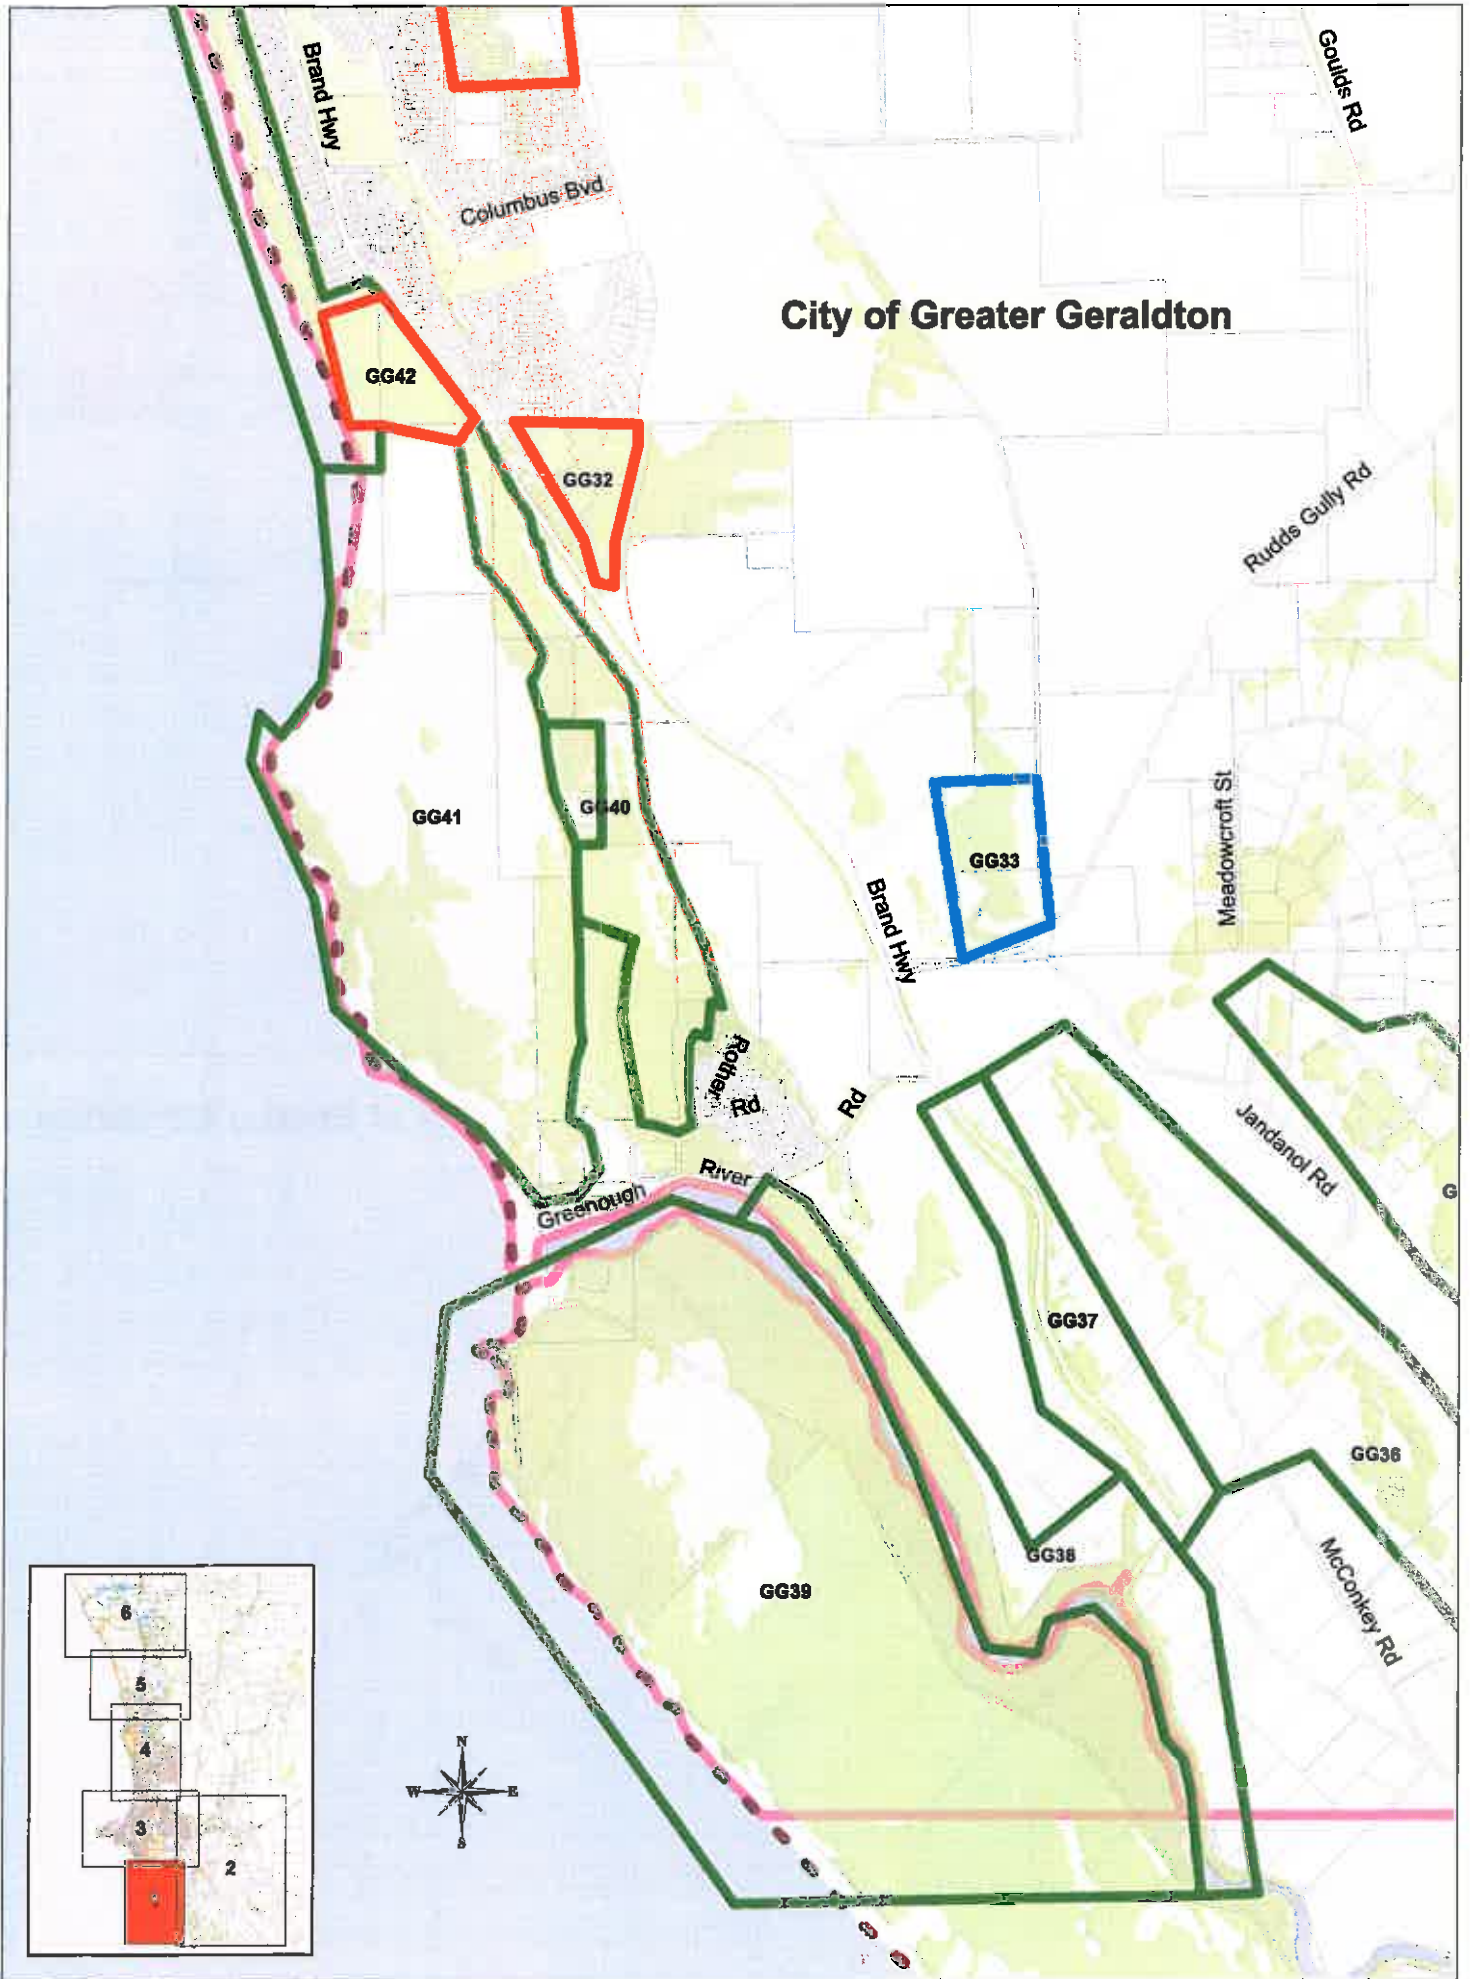 Brand Hwy
Goulds Rd
Columbus Bvd
City of Greater Geraldton
GG42
GG32
Rudds Gully Rd
GG41
GG40
GG33
Meadowcroft St
Brand Hwy
Rother
Rd
Rd
Jandanol Rd
River
Greenough
G
GG37
GG36
GG38
GG39
McConkey Rd
6
5
4
3
2
N
W E
S